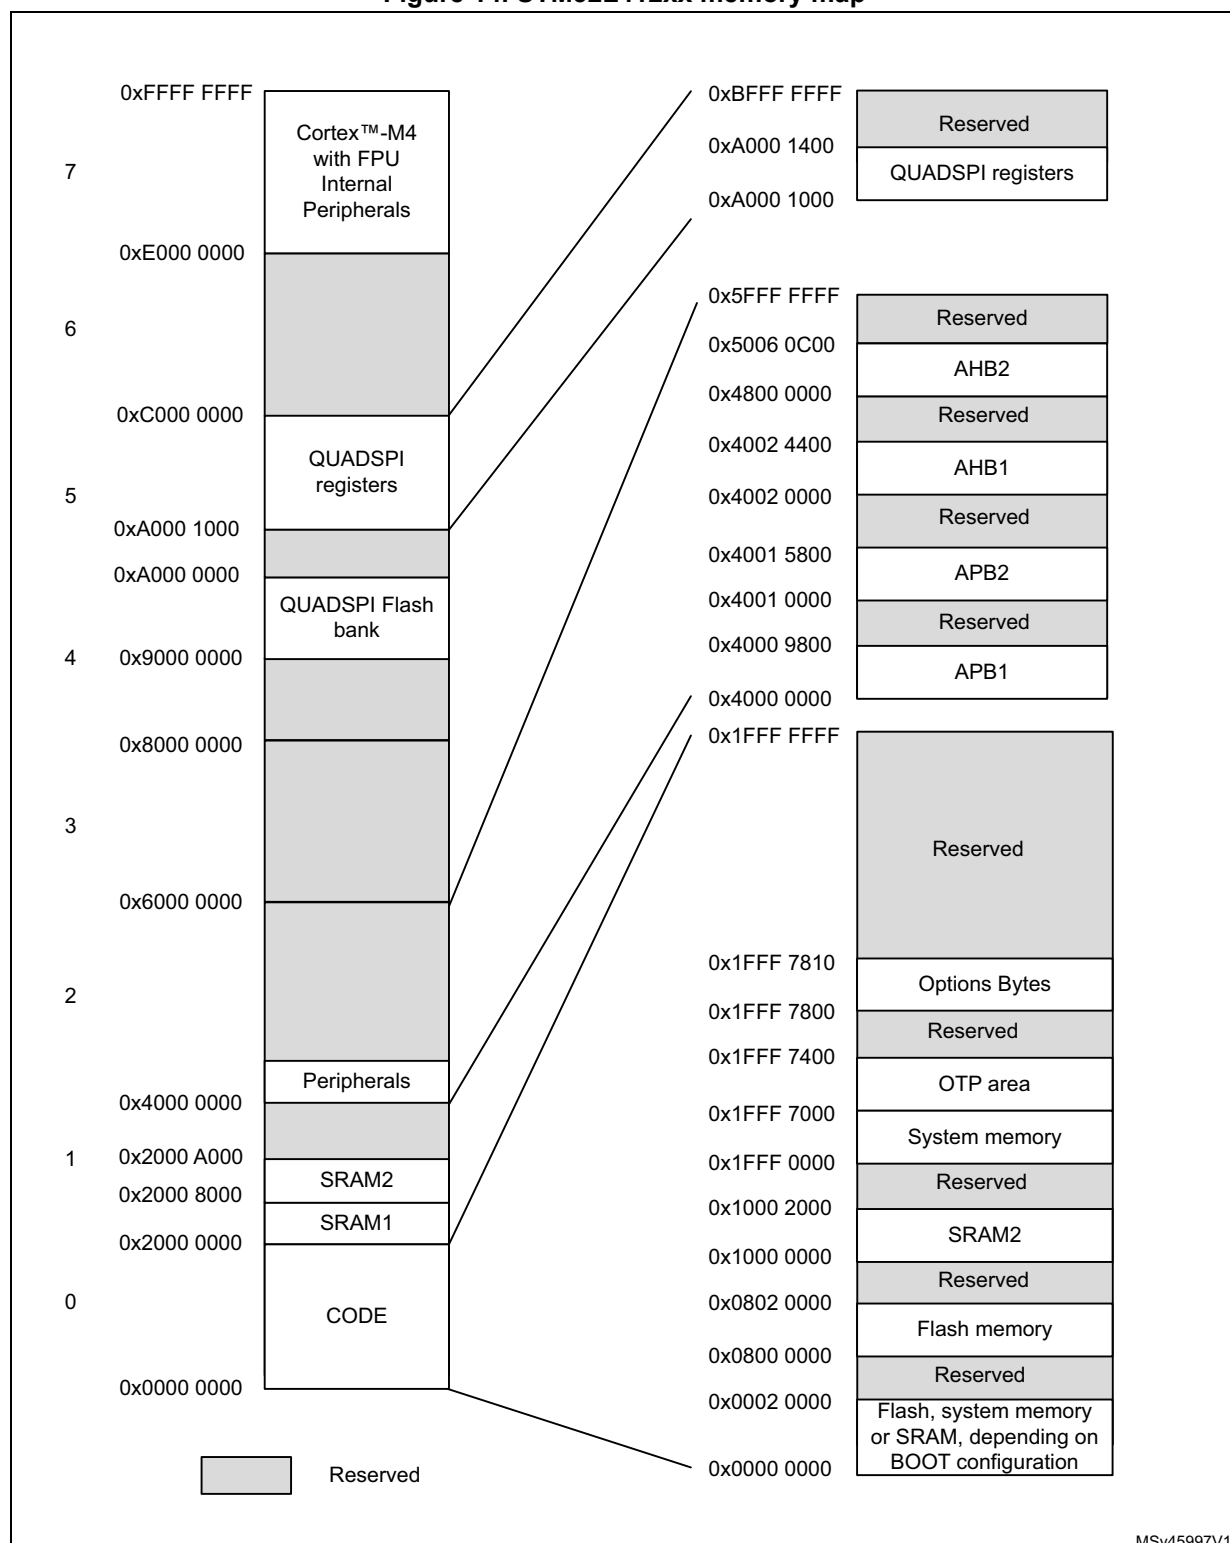 Figure memory map
0xFFFF FFFF
Cortex™-M4
with FPU
Internal
Peripherals
7
0xE000 0000
6
0xC000 0000
QUADSPI
registers
5
0xA000 1000
0xA000 0000
QUADSPI Flash
bank
4
0x9000 0000
0x8000 0000
3
0x6000 0000
2
Peripherals
0x4000 0000
1
0x2000 A000
SRAM2
0x2000 8000
SRAM1
0x2000 0000
0
CODE
0x0000 0000
Reserved
0xBFFF FFFF
Reserved
0xA000 1400
QUADSPI registers
0xA000 1000
0x5FFF FFFF
Reserved
0x5006 0C00
AHB2
0x4800 0000
Reserved
0x4002 4400
AHB1
0x4002 0000
Reserved
0x4001 5800
APB2
0x4001 0000
Reserved
0x4000 9800
APB1
0x4000 0000
0x1FFF FFFF
Reserved
0x1FFF 7810
Options Bytes
0x1FFF 7800
Reserved
0x1FFF 7400
OTP area
0x1FFF 7000
System memory
0x1FFF 0000
Reserved
0x1000 2000
SRAM2
0x1000 0000
Reserved
0x0802 0000
Flash memory
0x0800 0000
Reserved
0x0002 0000
Flash, system memory
or SRAM, depending on
BOOT configuration
0x0000 0000
MSv45997V1